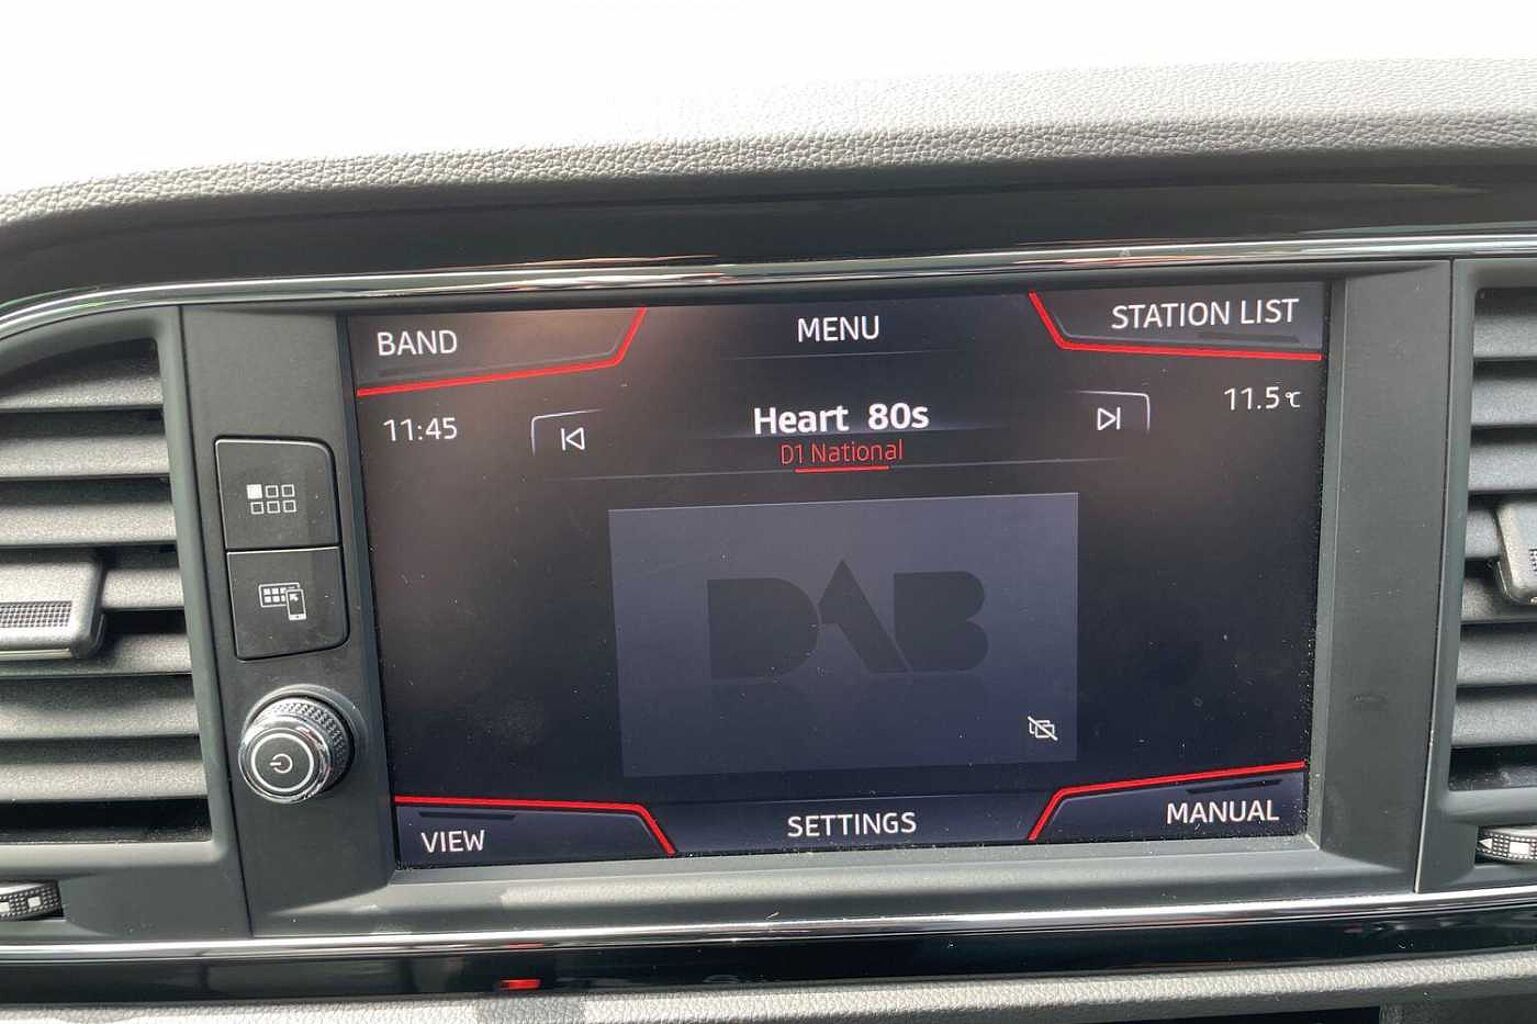 BAND
MENU
STATION LIST
11:45
Heart 80s
11.5℃
D1 National
DAB
VIEW
SETTINGS
MANUAL